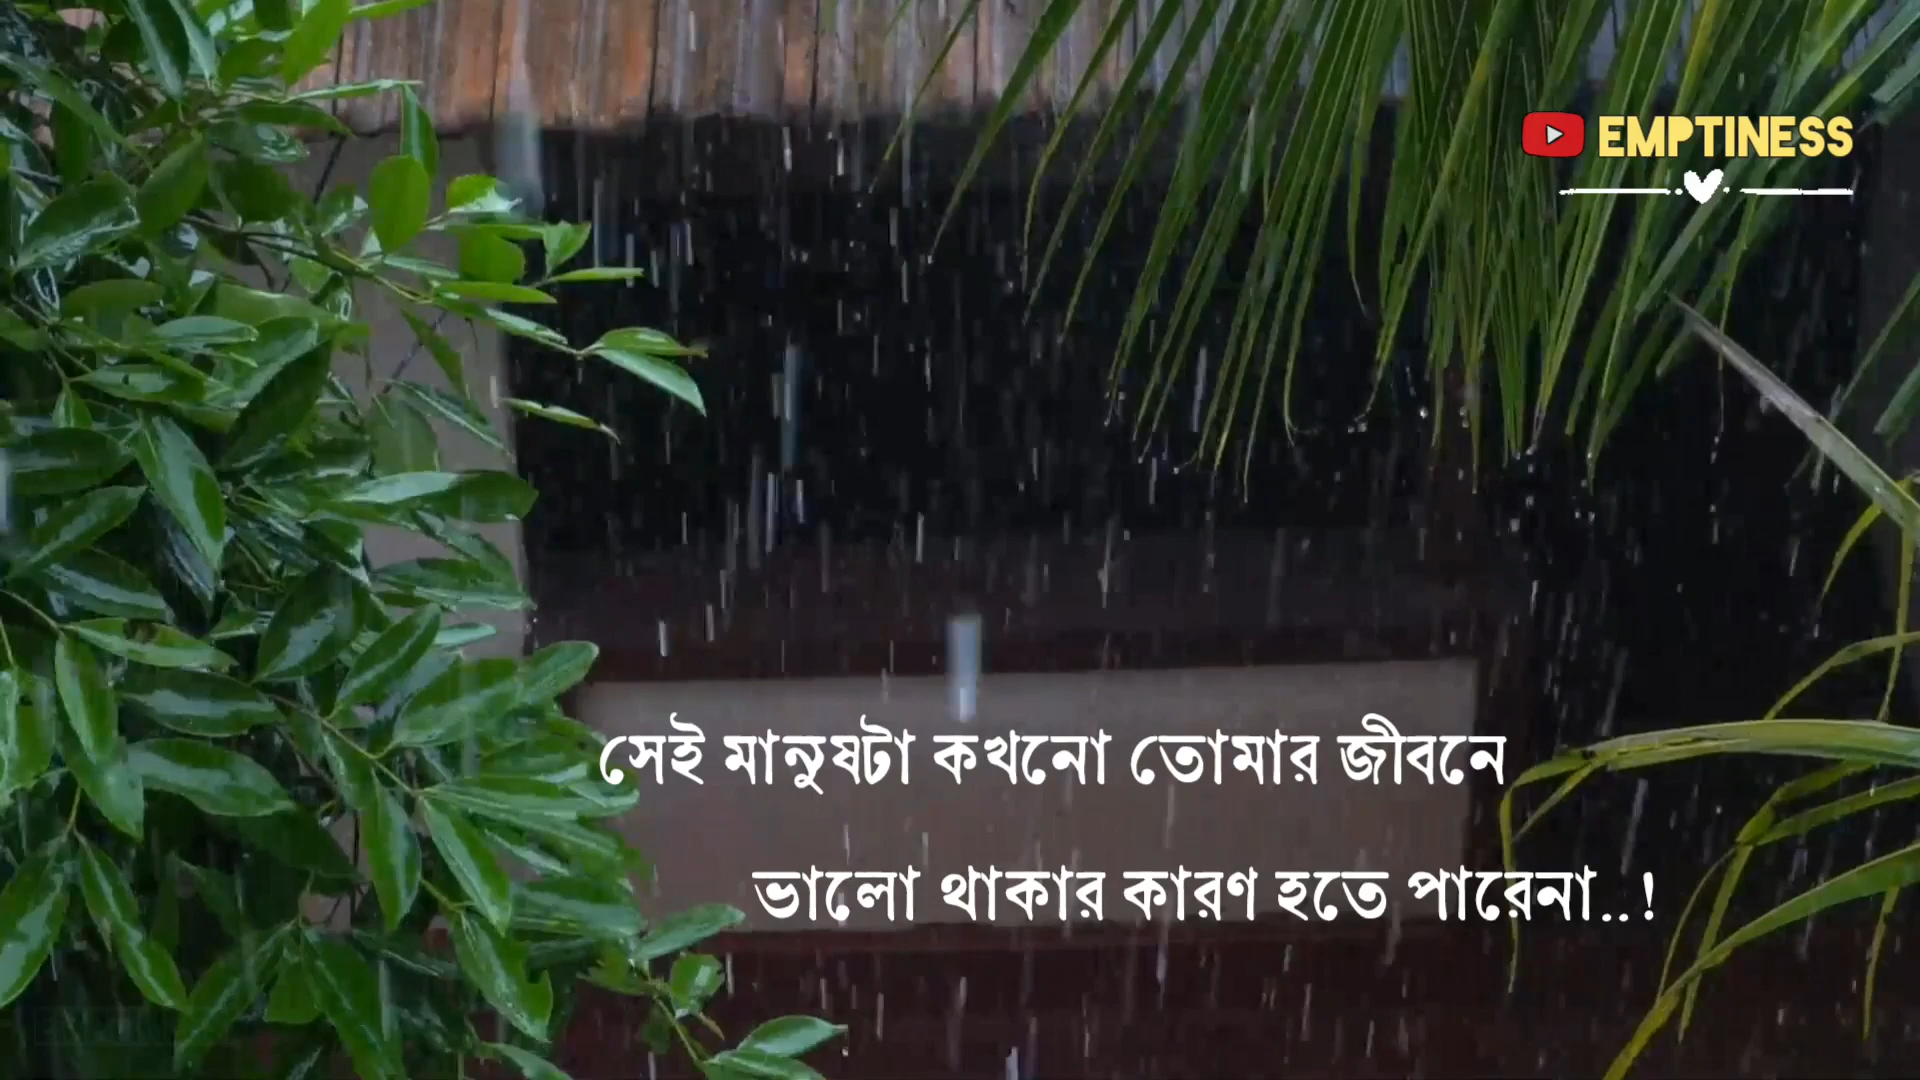 EMPTINESS
সেই মানুষটা কখনো তোমার জীবনে
ভালো থাকার কারণ হতে পারেনা..!